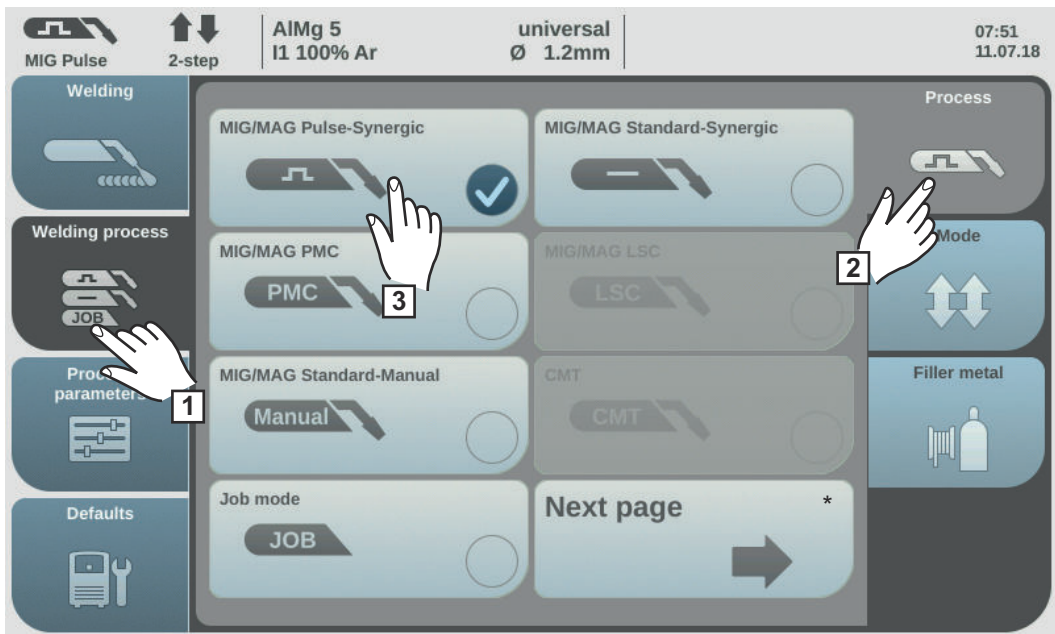 MIG Pulse
2-step
AlMg 5 universal
I1 100% Ar Ø 1.2mm
07:51
11.07.18
Welding
Welding process
JOB
1
parameters
Defaults
MIG/MAG Pulse-Synergic
3
MIG/MAG Standard-Synergic
MIG/MAG PMC
PMC
MIG/MAG LSC
LSC
MIG/MAG Standard-Manual
Manual
CMT
CMT
Job mode
JOB
Next page *
Process
2
Mode
Filler metal